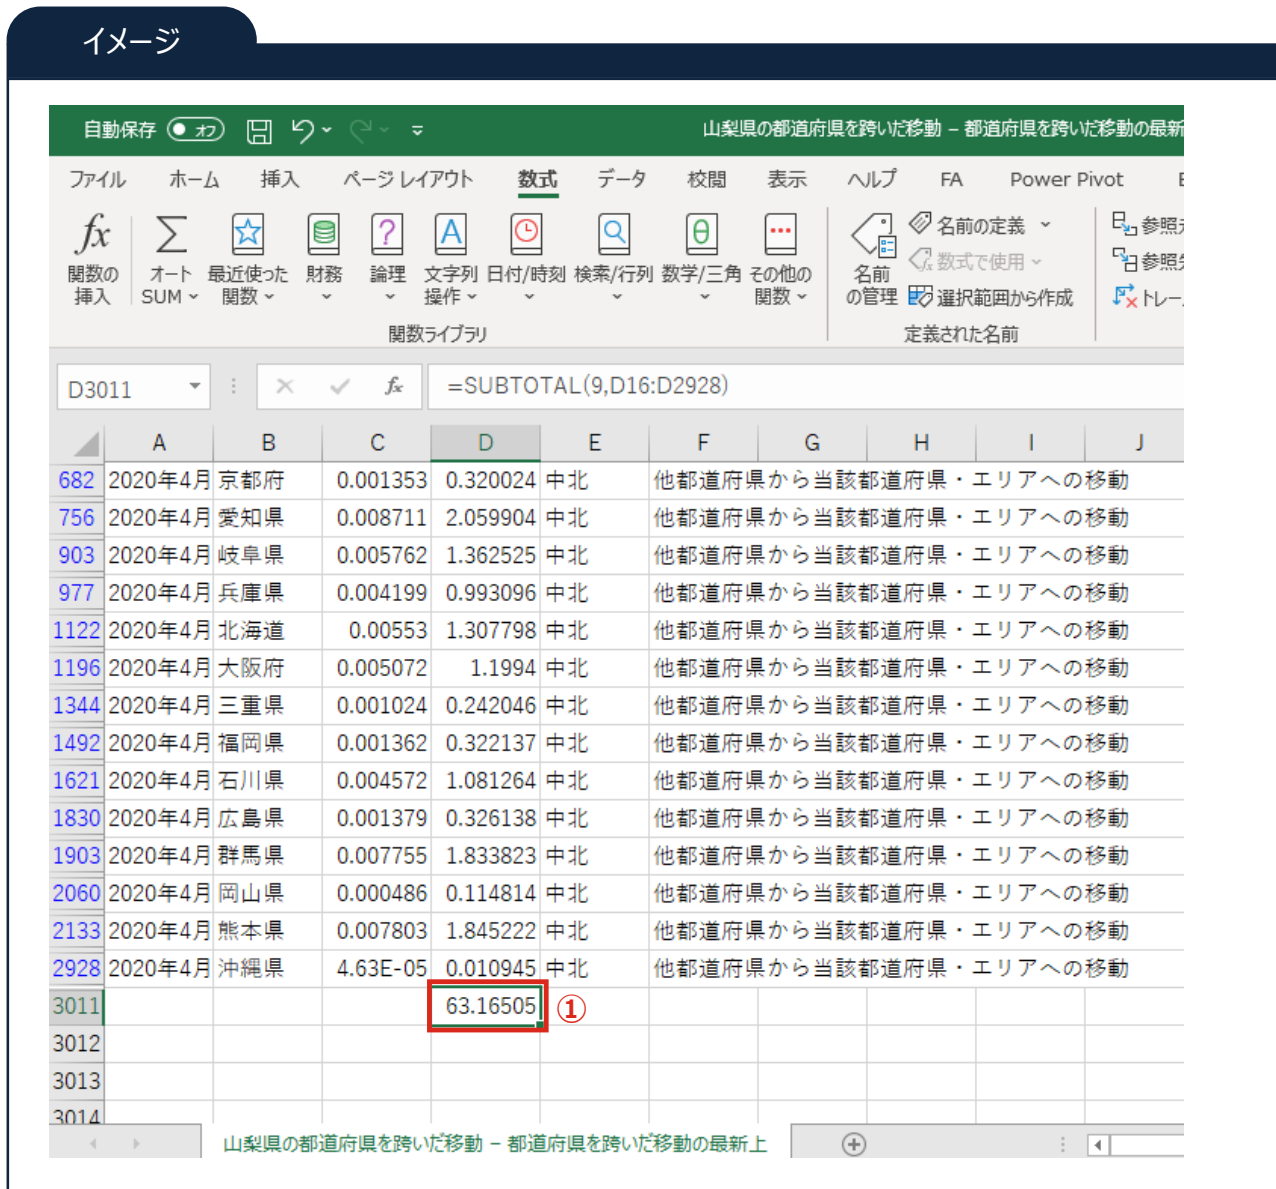 イメージ
自動保存 オフ 山梨県の都道府県を跨いだ移動 – 都道府県を跨いだ移動の最新
ファイル ホーム 挿入 ページ レイアウト 数式 データ 校閲 表示 ヘルプ FA Power Pivot
fx 関数の挿入
オート SUM
最近使った関数
財務
論理
文字列操作
日付/時刻
検索/行列
数学/三角
その他の関数
関数ライブラリ
名前の管理
名前の定義
数式で使用
選択範囲から作成
定義された名前
参照元
参照先
トレー
D3011 fx =SUBTOTAL(9,D16:D2928)
A B C D E F G H I J
682 2020年4月 京都府 0.001353 0.320024 中北 他都道府県から当該都道府県・エリアへの移動
756 2020年4月 愛知県 0.008711 2.059904 中北 他都道府県から当該都道府県・エリアへの移動
903 2020年4月 岐阜県 0.005762 1.362525 中北 他都道府県から当該都道府県・エリアへの移動
977 2020年4月 兵庫県 0.004199 0.993096 中北 他都道府県から当該都道府県・エリアへの移動
1122 2020年4月 北海道 0.00553 1.307798 中北 他都道府県から当該都道府県・エリアへの移動
1196 2020年4月 大阪府 0.005072 1.1994 中北 他都道府県から当該都道府県・エリアへの移動
1344 2020年4月 三重県 0.001024 0.242046 中北 他都道府県から当該都道府県・エリアへの移動
1492 2020年4月 福岡県 0.001362 0.322137 中北 他都道府県から当該都道府県・エリアへの移動
1621 2020年4月 石川県 0.004572 1.081264 中北 他都道府県から当該都道府県・エリアへの移動
1830 2020年4月 広島県 0.001379 0.326138 中北 他都道府県から当該都道府県・エリアへの移動
1903 2020年4月 群馬県 0.007755 1.833823 中北 他都道府県から当該都道府県・エリアへの移動
2060 2020年4月 岡山県 0.000486 0.114814 中北 他都道府県から当該都道府県・エリアへの移動
2133 2020年4月 熊本県 0.007803 1.845222 中北 他都道府県から当該都道府県・エリアへの移動
2928 2020年4月 沖縄県 4.63E-05 0.010945 中北 他都道府県から当該都道府県・エリアへの移動
3011 63.16505 ①
3012
3013
3014
山梨県の都道府県を跨いだ移動 – 都道府県を跨いだ移動の最新上